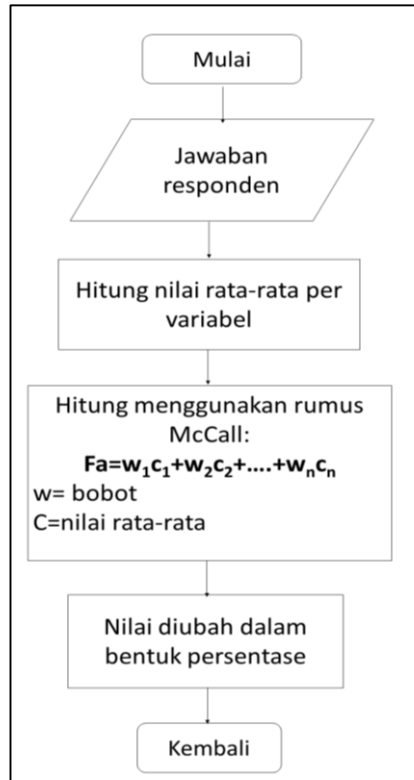 Mulai
Jawaban
responden
Hitung nilai rata-rata per
variabel
Hitung menggunakan rumus
McCall:
Fa=w₁c₁+w₂c₂+....+wₙcₙ
w= bobot
C=nilai rata-rata
Nilai diubah dalam
bentuk persentase
Kembali